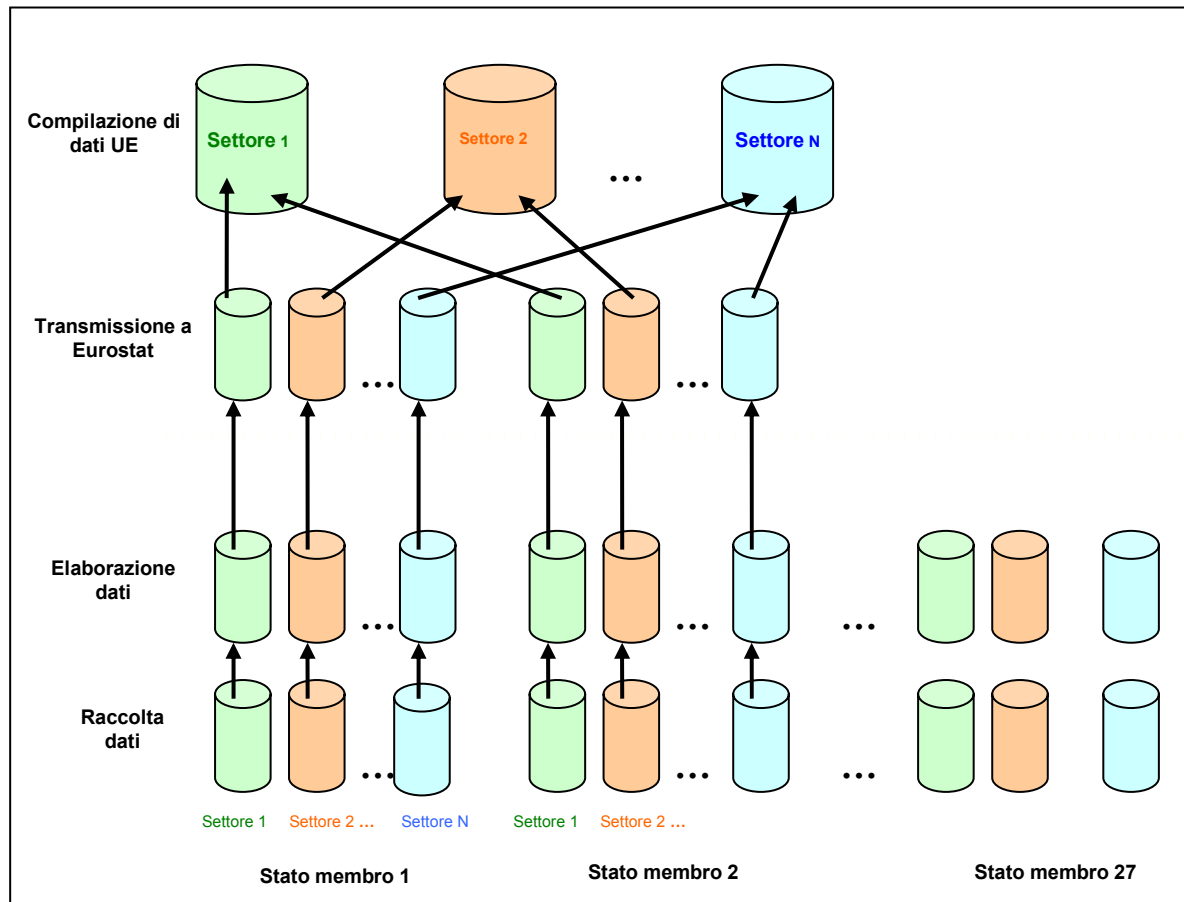 Compilazione di
dati UE
Settore 1
Settore 2
Settore N
...
Transmissione a
Eurostat
...
...
Elaborazione
dati
...
...
...
Raccolta
dati
...
...
...
Settore 1
Settore 2 ...
Settore N
Settore 1
Settore 2 ...
Stato membro 1
Stato membro 2
Stato membro 27